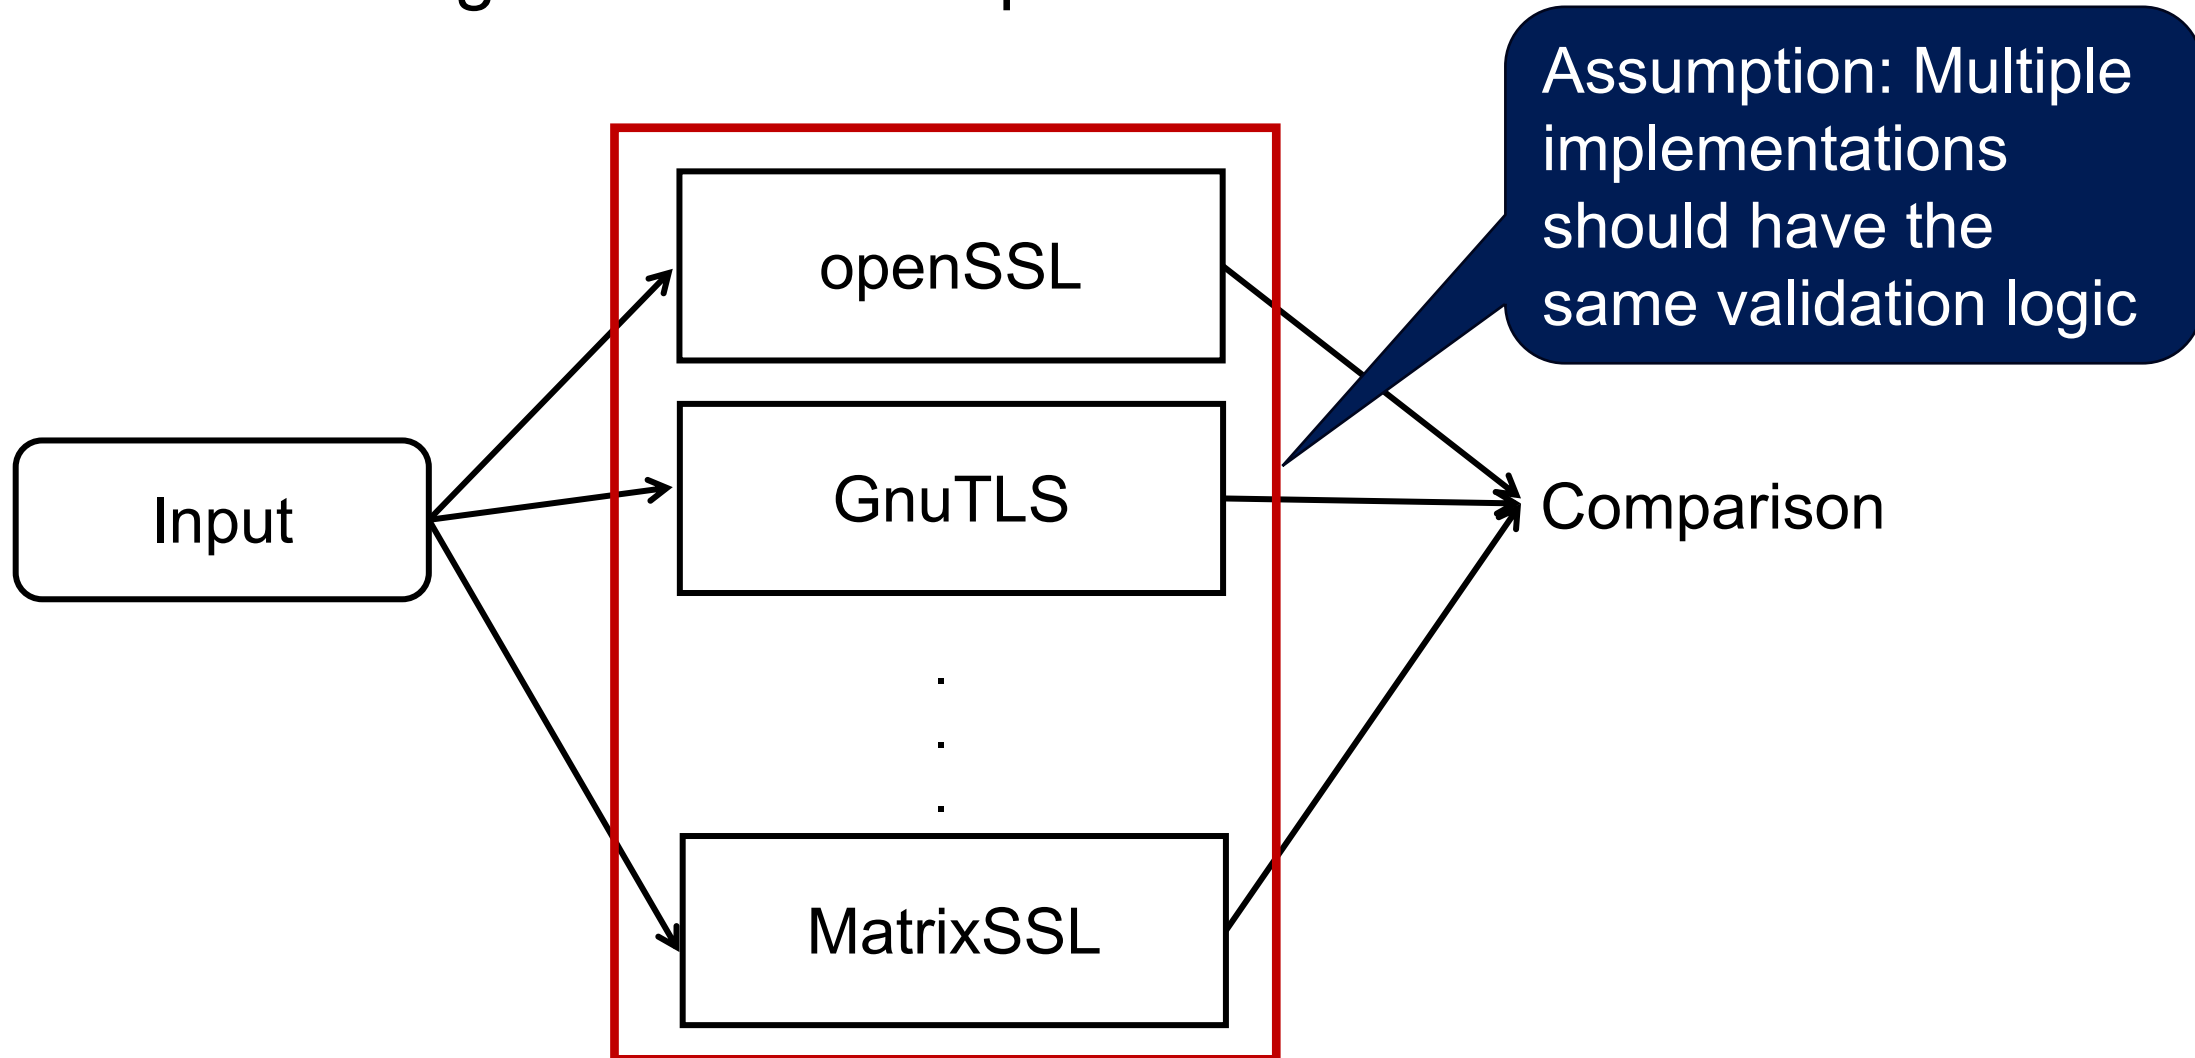 Assumption: Multiple
implementations
should have the
same validation logic
openSSL
Input
GnuTLS
Comparison
.
.
.
MatrixSSL